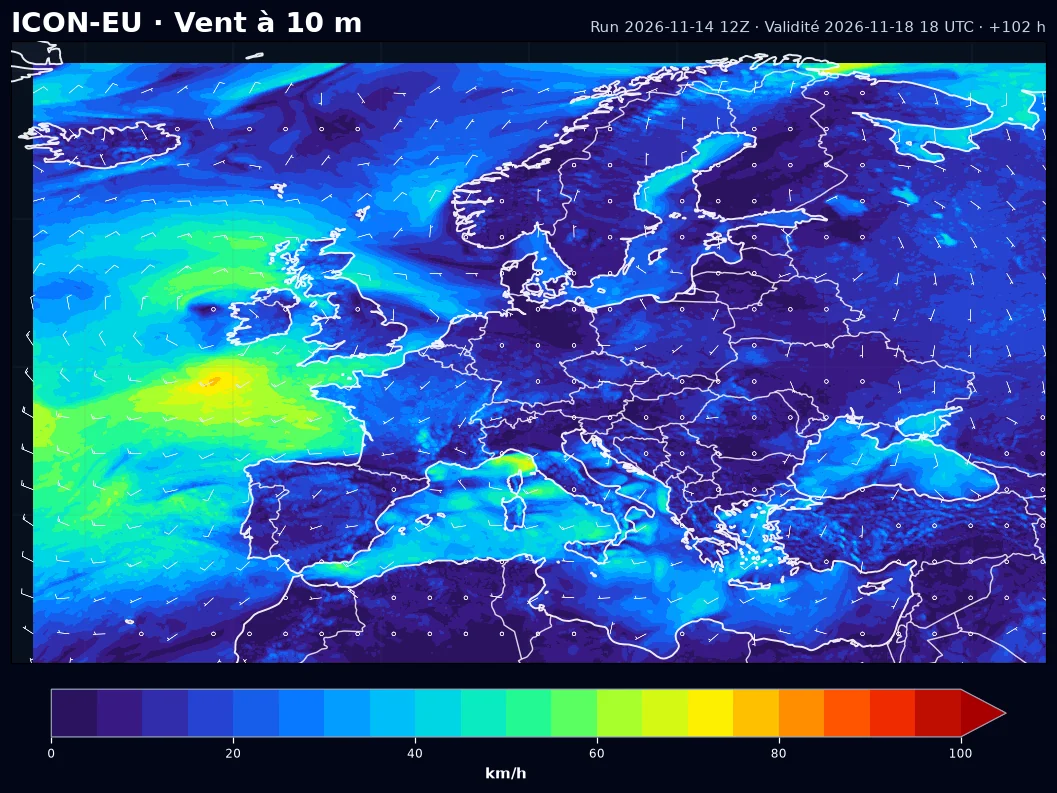 ICON-EU · Vent à 10 m
Run 2026-11-14 12Z · Validité 2026-11-18 18 UTC · +102 h
0 20 40 60 80 100
km/h